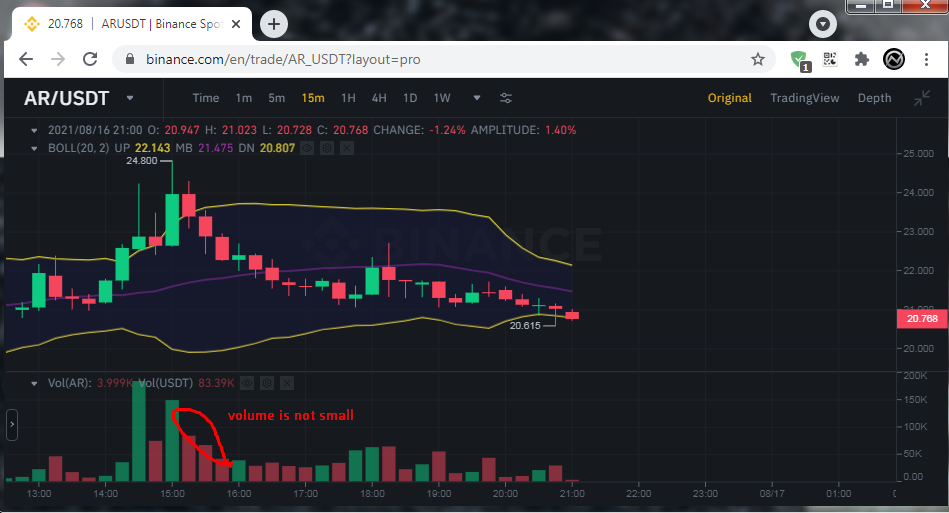 20.768 | ARUSDT | Binance Spo
binance.com/en/trade/AR_USDT?layout=pro
1
AR/USDT Time 1m 5m 15m 1H 4H 1D 1W Original TradingView Depth
2021/08/16 21:00 O: 20.947 H: 21.023 L: 20.728 C: 20.768 CHANGE: -1.24% AMPLITUDE: 1.40%
BOLL(20, 2) UP 22.143 MB 21.475 DN 20.807
25.000
24.800
24.000
23.000
BINANCE
22.000
21.000
20.768
20.615
20.000
Vol(AR): 3.999K Vol(USDT) 83.39K
200K
150K
volume is not small
100K
50K
0.00
13:00 14:00 15:00 16:00 17:00 18:00 19:00 20:00 21:00 22:00 23:00 08/17 01:00